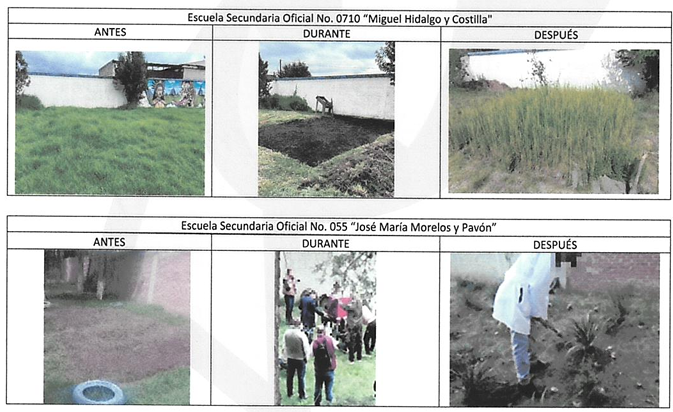 Escuela Secundaria Oficial No. 0710 “Miguel Hidalgo y Costilla"
ANTES DURANTE DESPUÉS
Escuela Secundaria Oficial No. 055 “José María Morelos y Pavón”
ANTES DURANTE DESPUÉS